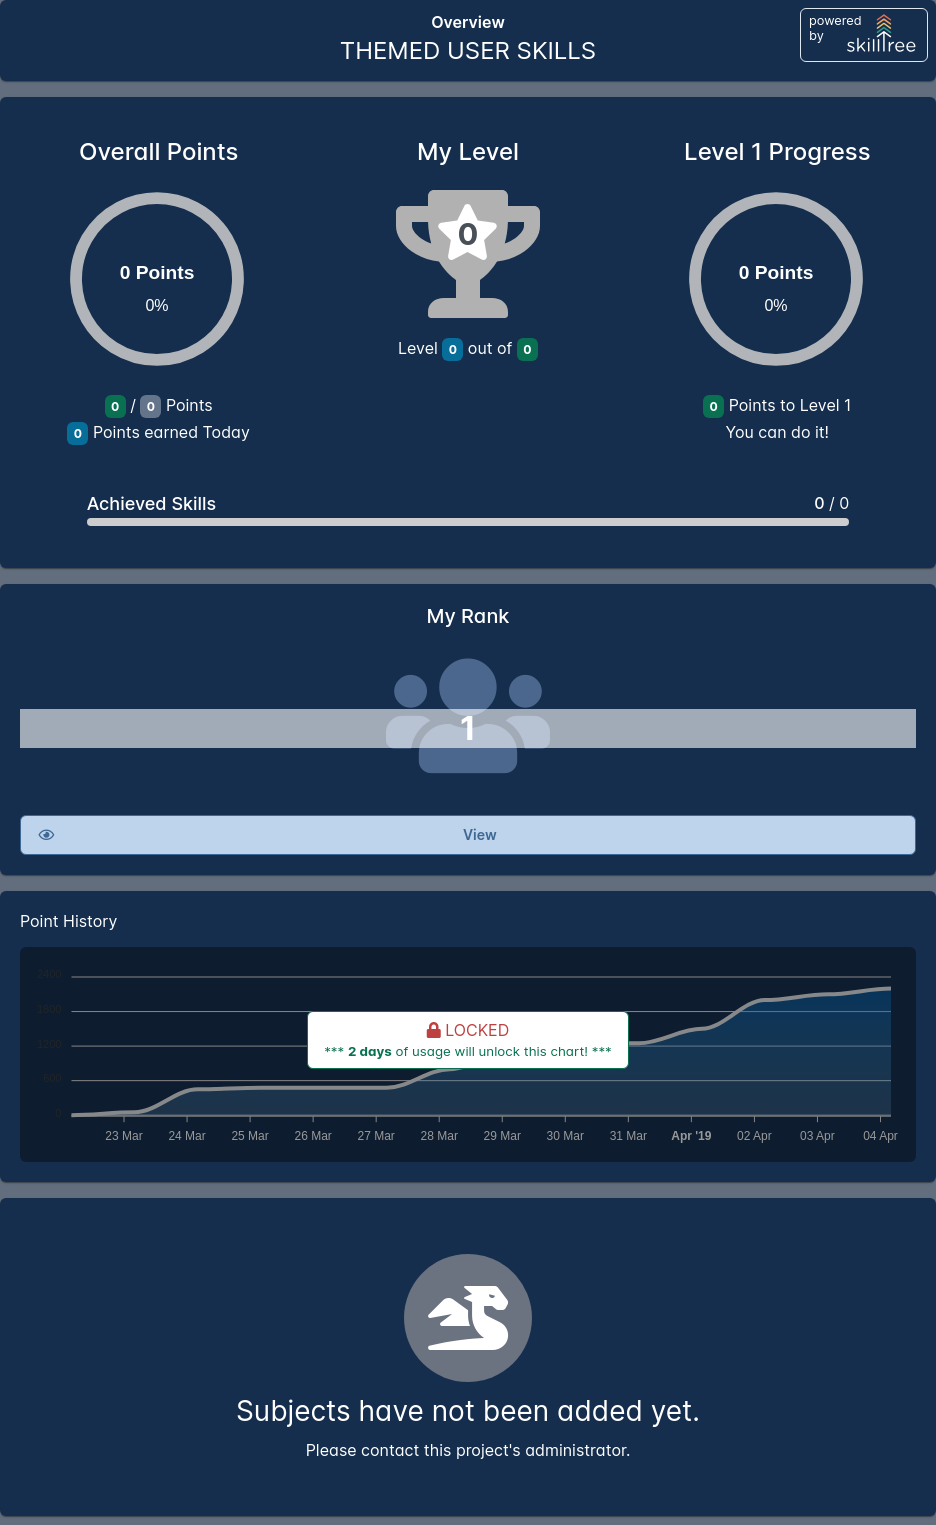 Overview
THEMED USER SKILLS
powered
by
skilltree
Overall Points
0 Points
0%
0 / 0 Points
0 Points earned Today
My Level
0
Level 0 out of 0
Level 1 Progress
0 Points
0%
0 Points to Level 1
You can do it!
Achieved Skills 0 / 0
My Rank
1
View
Point History
2400
1800
1200
600
0
LOCKED
*** 2 days of usage will unlock this chart! ***
23 Mar 24 Mar 25 Mar 26 Mar 27 Mar 28 Mar 29 Mar 30 Mar 31 Mar Apr '19 02 Apr 03 Apr 04 Apr
Subjects have not been added yet.
Please contact this project's administrator.